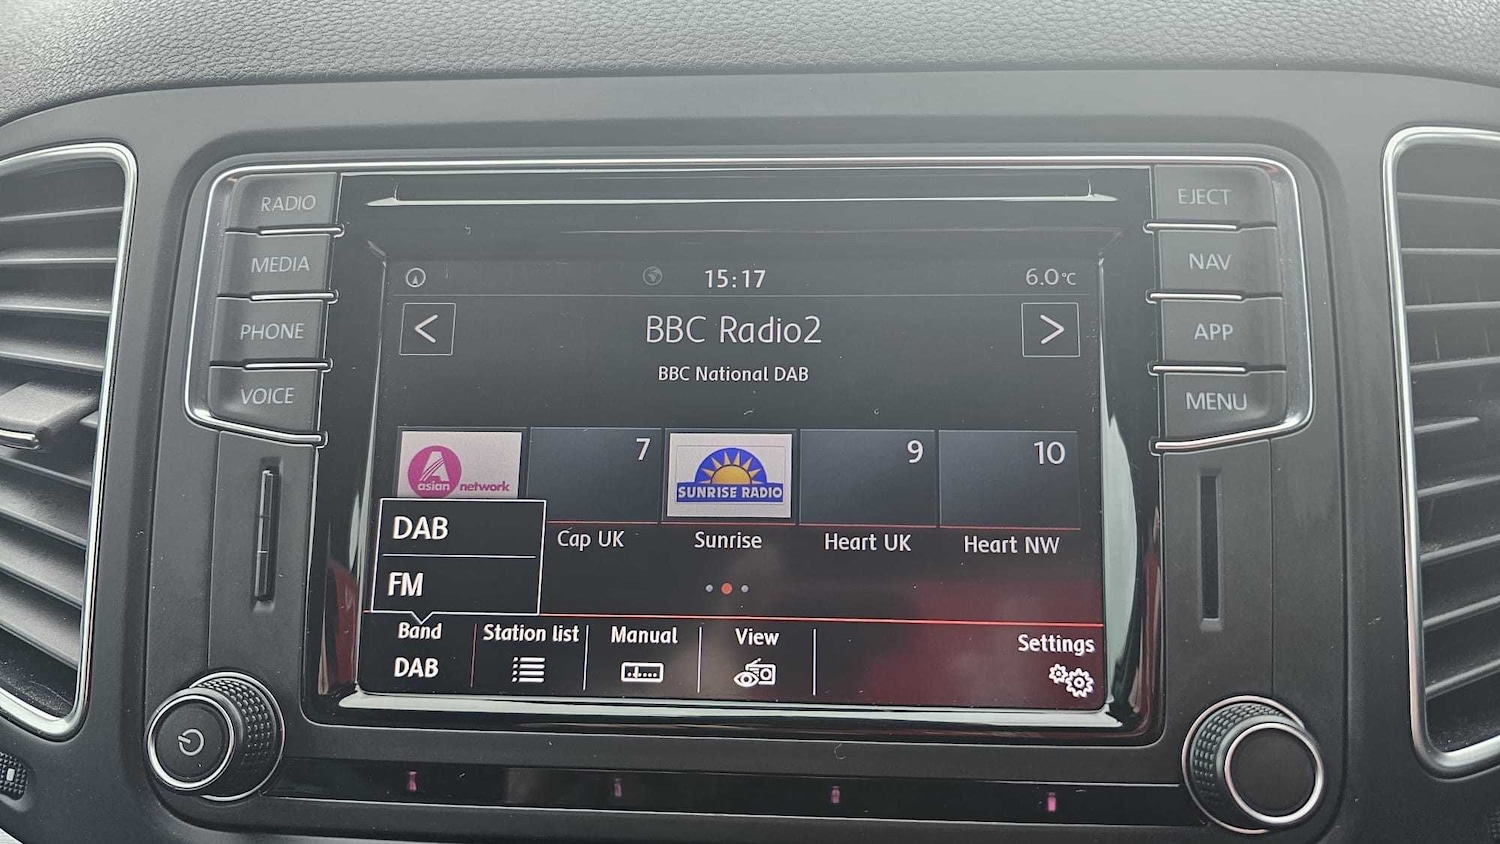 RADIO
MEDIA
PHONE
VOICE
EJECT
NAV
APP
MENU
15:17
6.0°C
<
BBC Radio2
>
BBC National DAB
A
asian network
7
SUNRISE RADIO
9
10
Cap UK
Sunrise
Heart UK
Heart NW
DAB
FM
Band
DAB
Station list
Manual
View
Settings